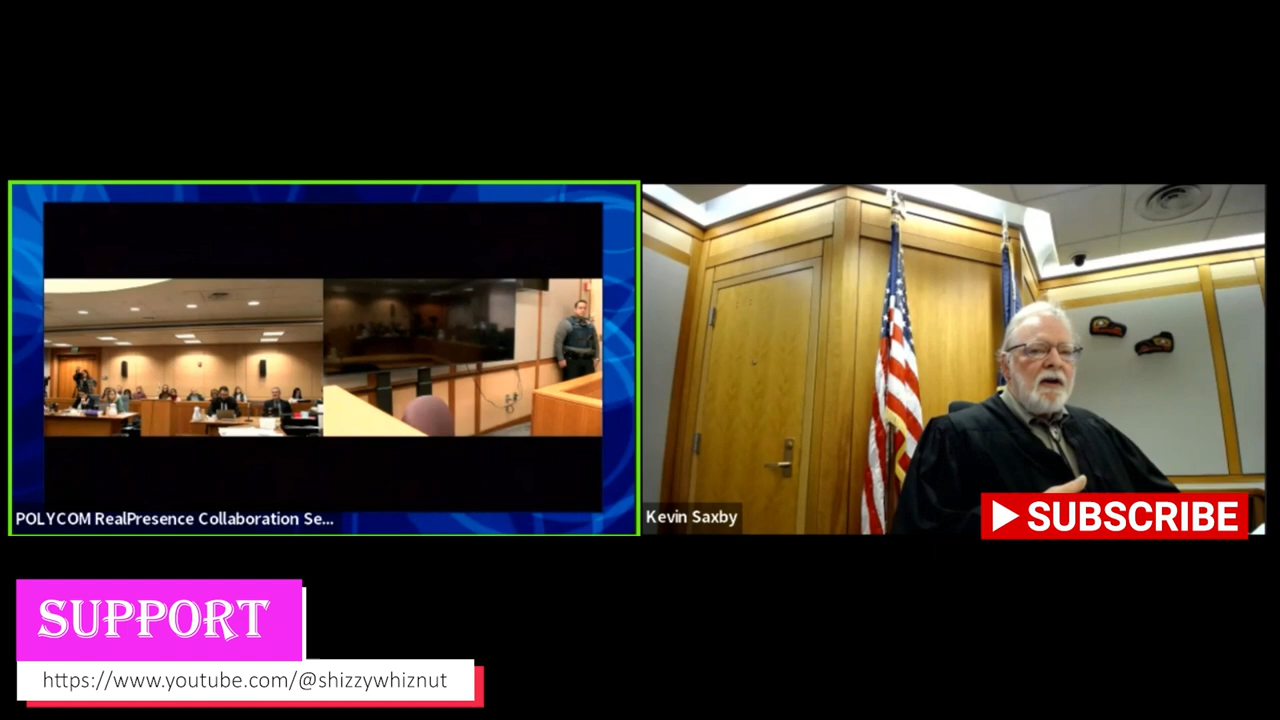 POLYCOM RealPresence Collaboration Se...
Kevin Saxby
SUBSCRIBE
SUPPORT
https://www.youtube.com/@shizzywhiznut